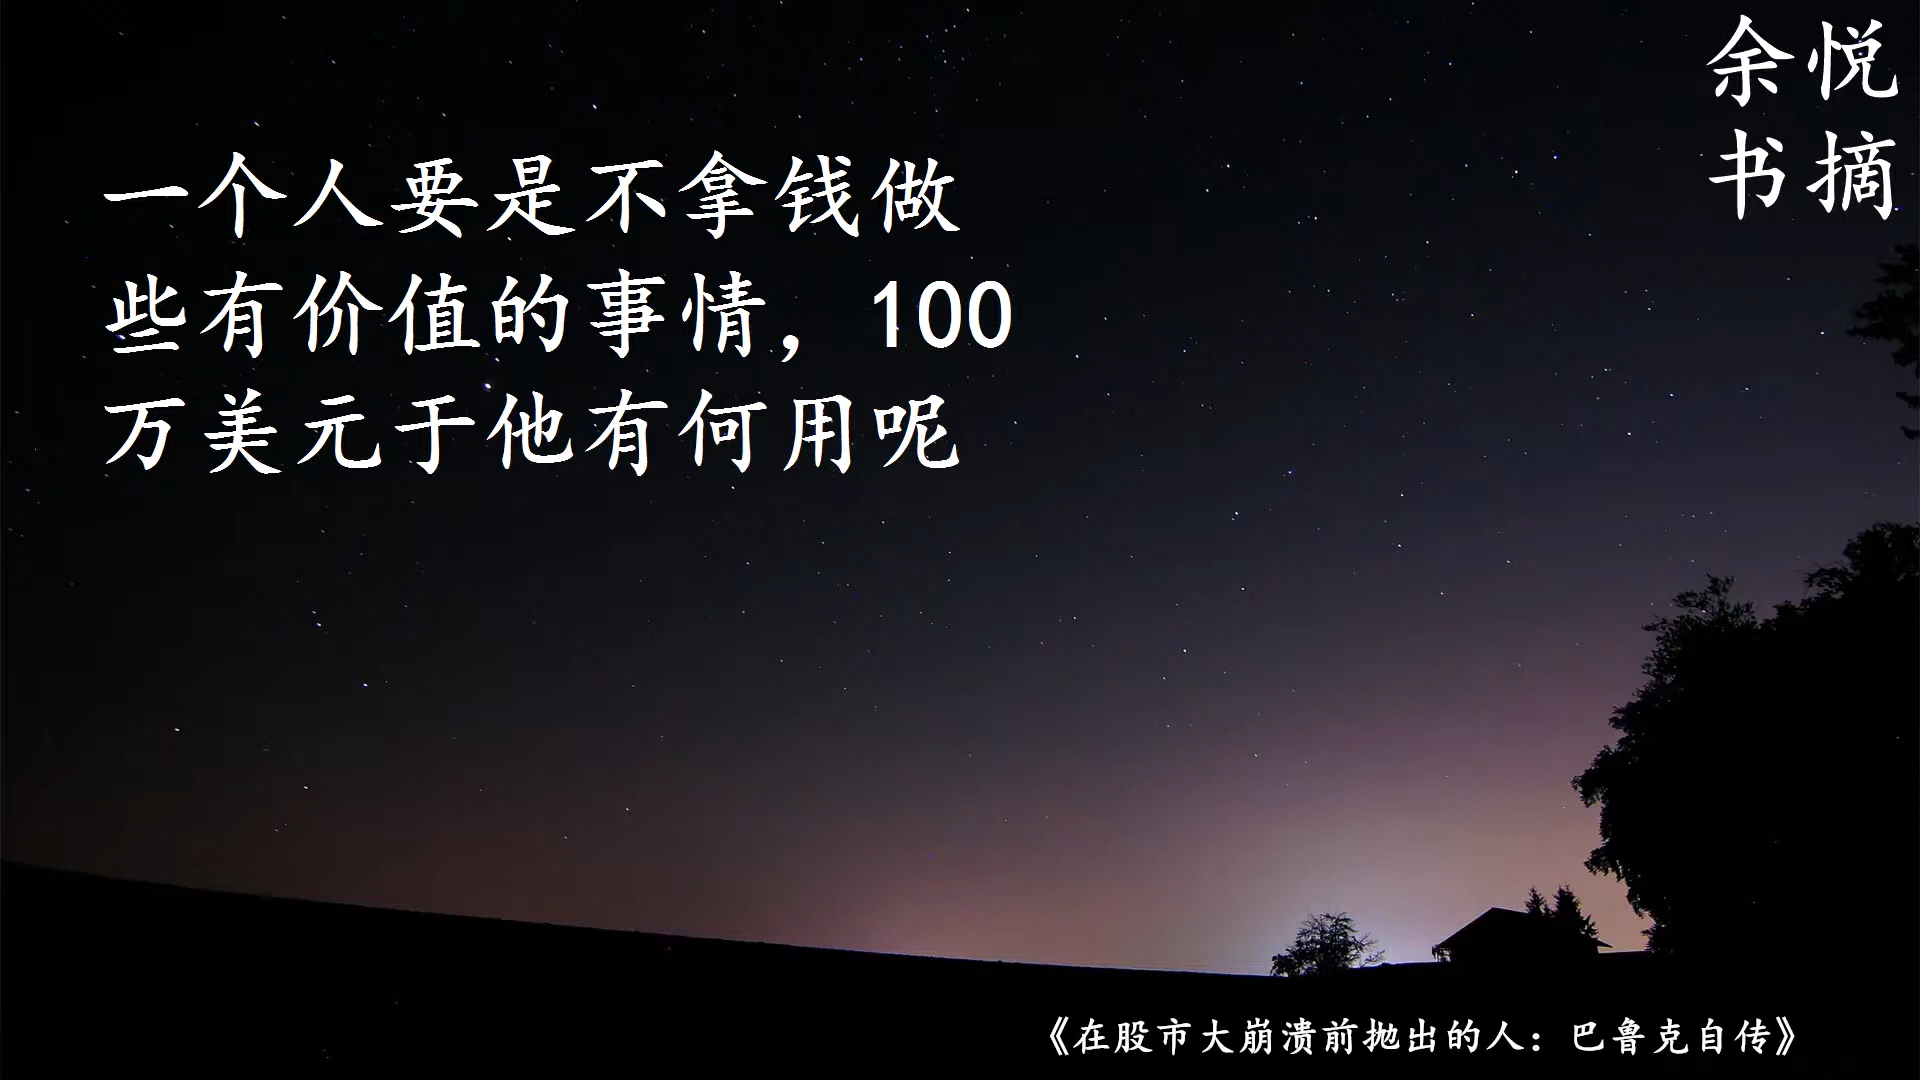 余悦
书摘
一个人要是不拿钱做
些有价值的事情，100
万美元于他有何用呢
《在股市大崩溃前抛出的人：巴鲁克自传》